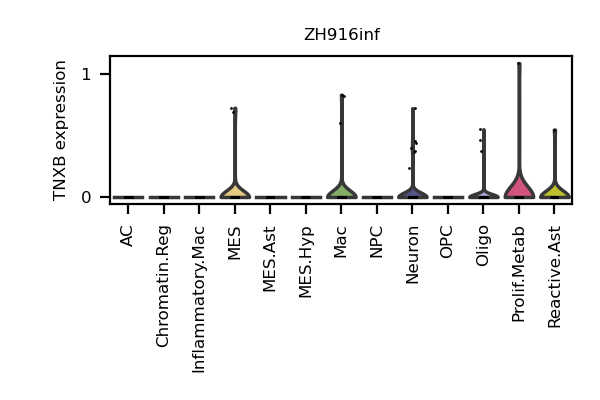 ZH916inf
TNXB expression
1
0
AC
Chromatin.Reg
Inflammatory.Mac
MES
MES.Ast
MES.Hyp
Mac
NPC
Neuron
OPC
Oligo
Prolif.Metab
Reactive.Ast